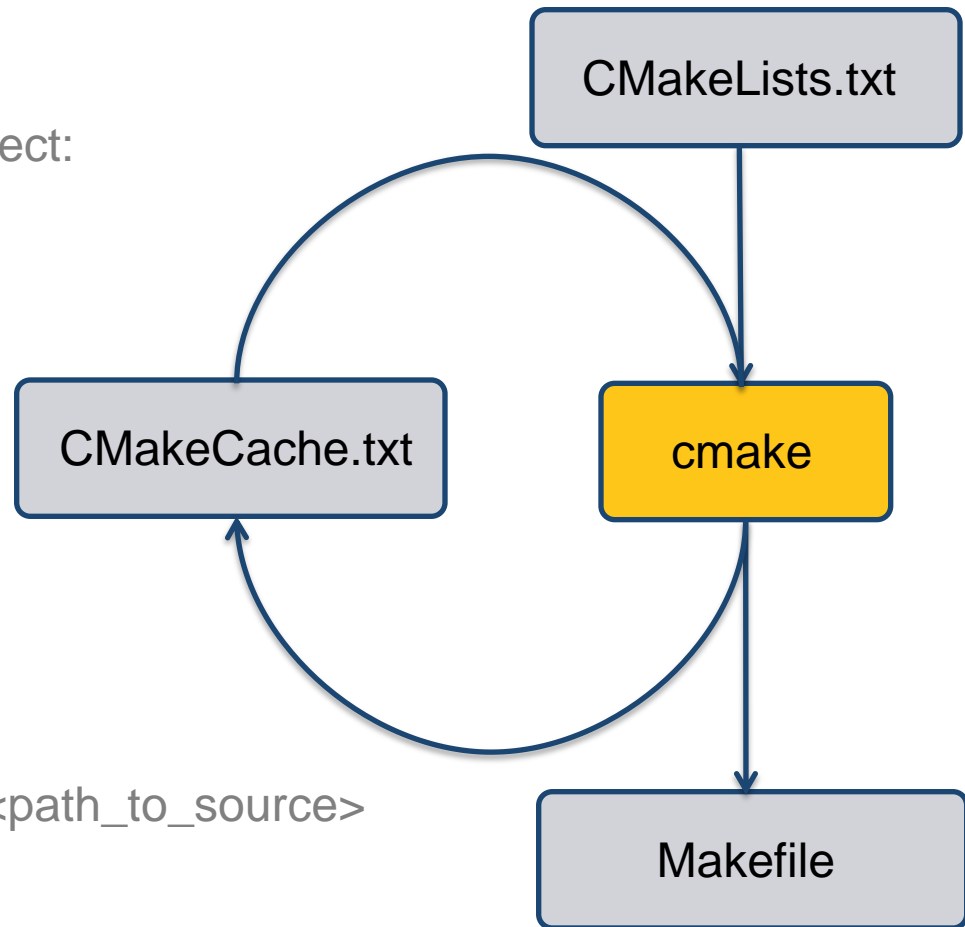 CMakeLists.txt
ect:
CMakeCache.txt
cmake
<path_to_source>
Makefile